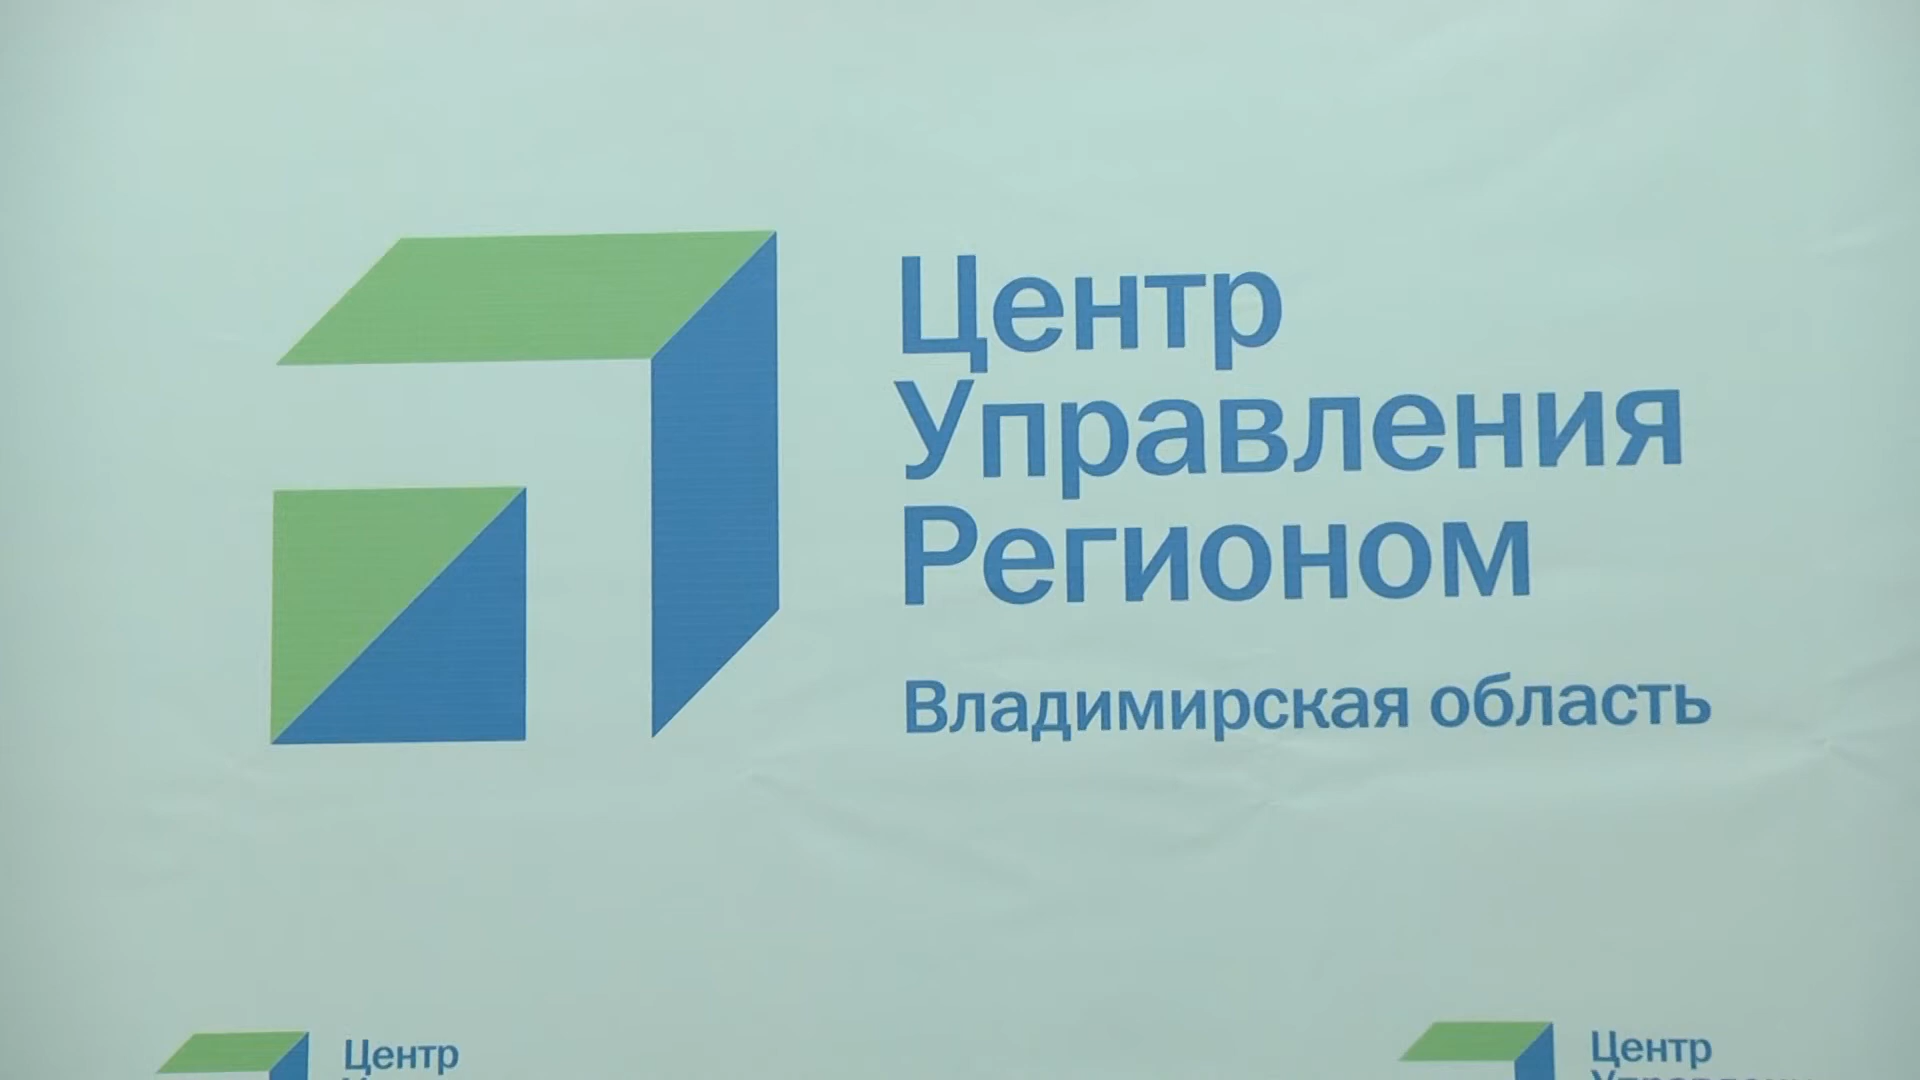 Центр
Управления
Регионом
Владимирская область
Центр
Центр